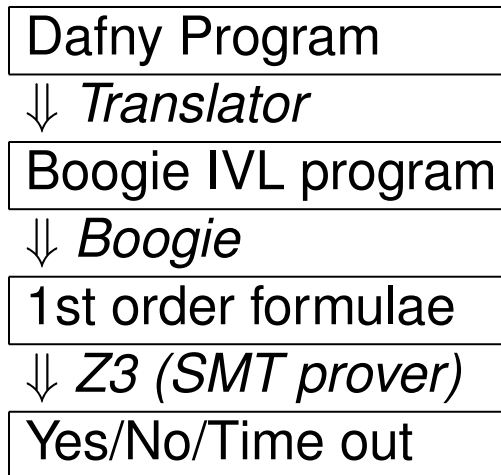 Dafny Program
⇓ Translator
Boogie IVL program
⇓ Boogie
1st order formulae
⇓ Z3 (SMT prover)
Yes/No/Time out